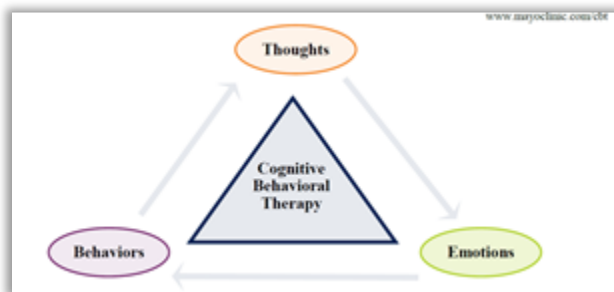 www.mayoclinic.com/cbt
Thoughts
Cognitive
Behavioral
Therapy
Behaviors
Emotions